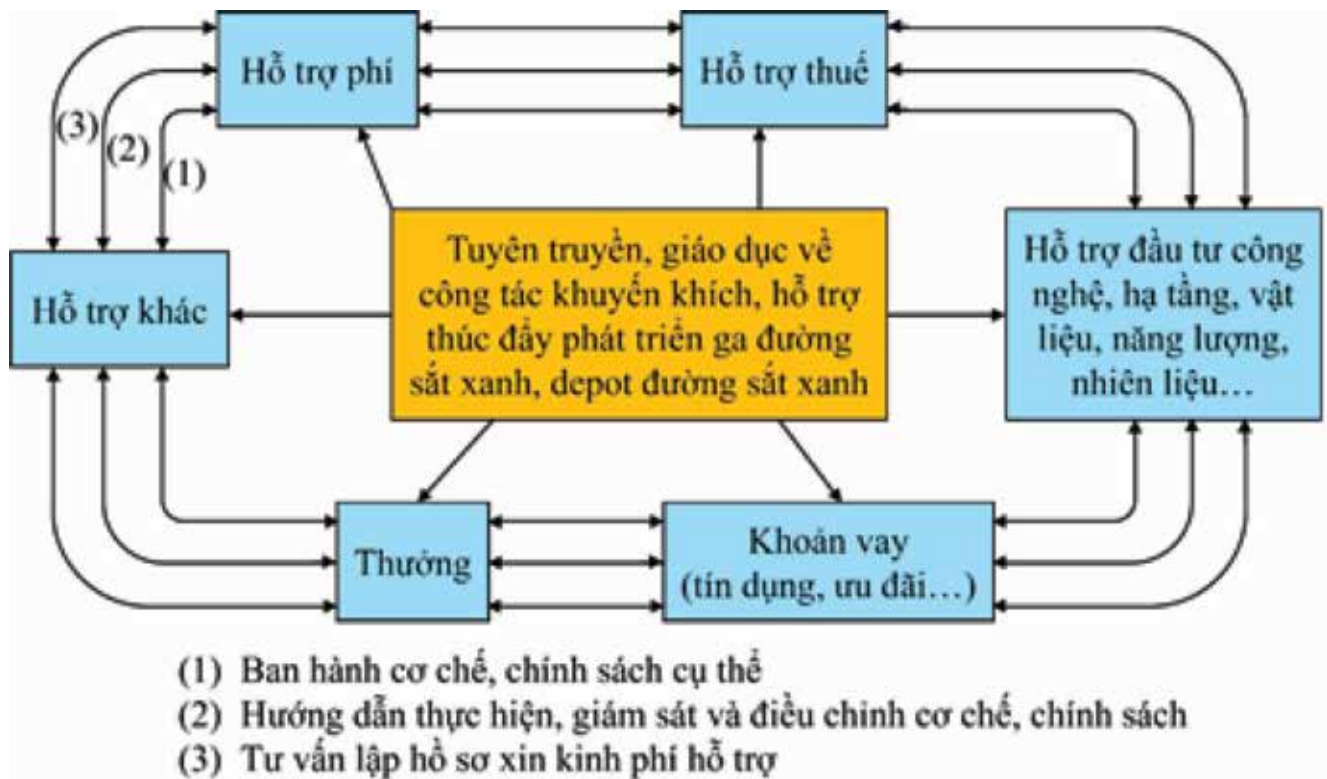 Hỗ trợ phí
Hỗ trợ thuế
(3)
(2)
(1)
Tuyên truyền, giáo dục về
công tác khuyến khích, hỗ trợ
thúc đẩy phát triển ga đường
sắt xanh, depot đường sắt xanh
Hỗ trợ đầu tư công
nghệ, hạ tầng, vật
liệu, năng lượng,
nhiên liệu...
Hỗ trợ khác
Thưởng
Khoản vay
(tín dụng, ưu đãi...)
(1) Ban hành cơ chế, chính sách cụ thể
(2) Hướng dẫn thực hiện, giám sát và điều chỉnh cơ chế, chính sách
(3) Tư vấn lập hồ sơ xin kinh phí hỗ trợ